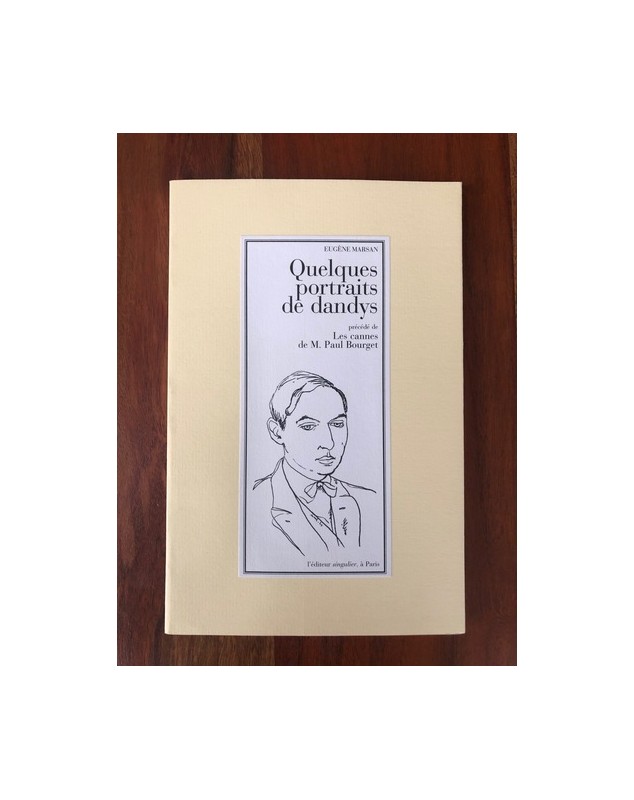 EUGÈNE MARSAN
Quelques
portraits
de dandys
précédé de
Les cannes
de M. Paul Bourget
l'éditeur singulier, à Paris